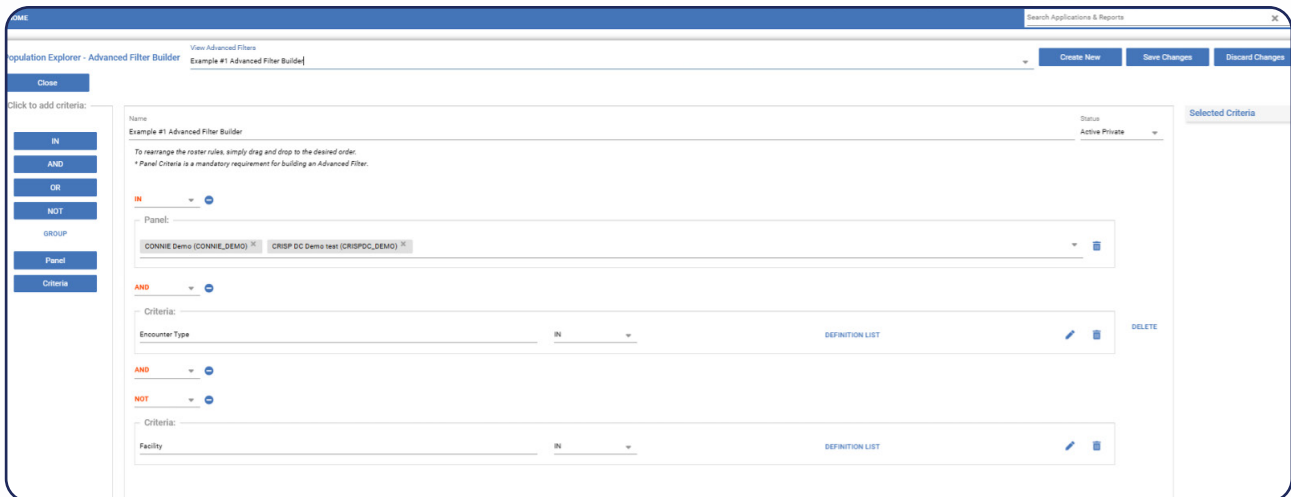 HOME
Search Applications & Reports ×
Population Explorer - Advanced Filter Builder
View Advanced Filters
Example #1 Advanced Filter Builder
Create New
Save Changes
Discard Changes
Close
Click to add criteria:
IN
AND
OR
NOT
GROUP
Panel
Criteria
Name
Example #1 Advanced Filter Builder
Status
Active Private
To rearrange the roster rules, simply drag and drop to the desired order.
* Panel Criteria is a mandatory requirement for building an Advanced Filter.
IN
Panel:
CONNIE Demo (CONNIE_DEMO) × CRISP DC Demo test (CRISPDC_DEMO) ×
AND
Criteria:
Encounter Type IN DEFINITION LIST
DELETE
AND
NOT
Criteria:
Facility IN DEFINITION LIST
Selected Criteria